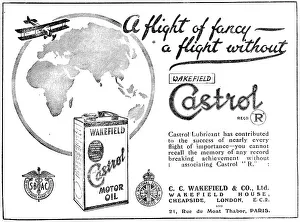 A flight of fancy—
a flight without
WAKEFIELD
Castrol
REGD R
WAKEFIELD
Castrol
MOTOR
OIL
Castrol Lubricant has contributed
to the success of nearly every
flight of importance—you cannot
recall the memory of any record
breaking achievement without
associating Castrol "R."
C. C. WAKEFIELD & CO., Ltd.
WAKEFIELD HOUSE,
CHEAPSIDE, LONDON, E.C.
AND
21, Rue de Mont Thabor, PARIS.
SBAC